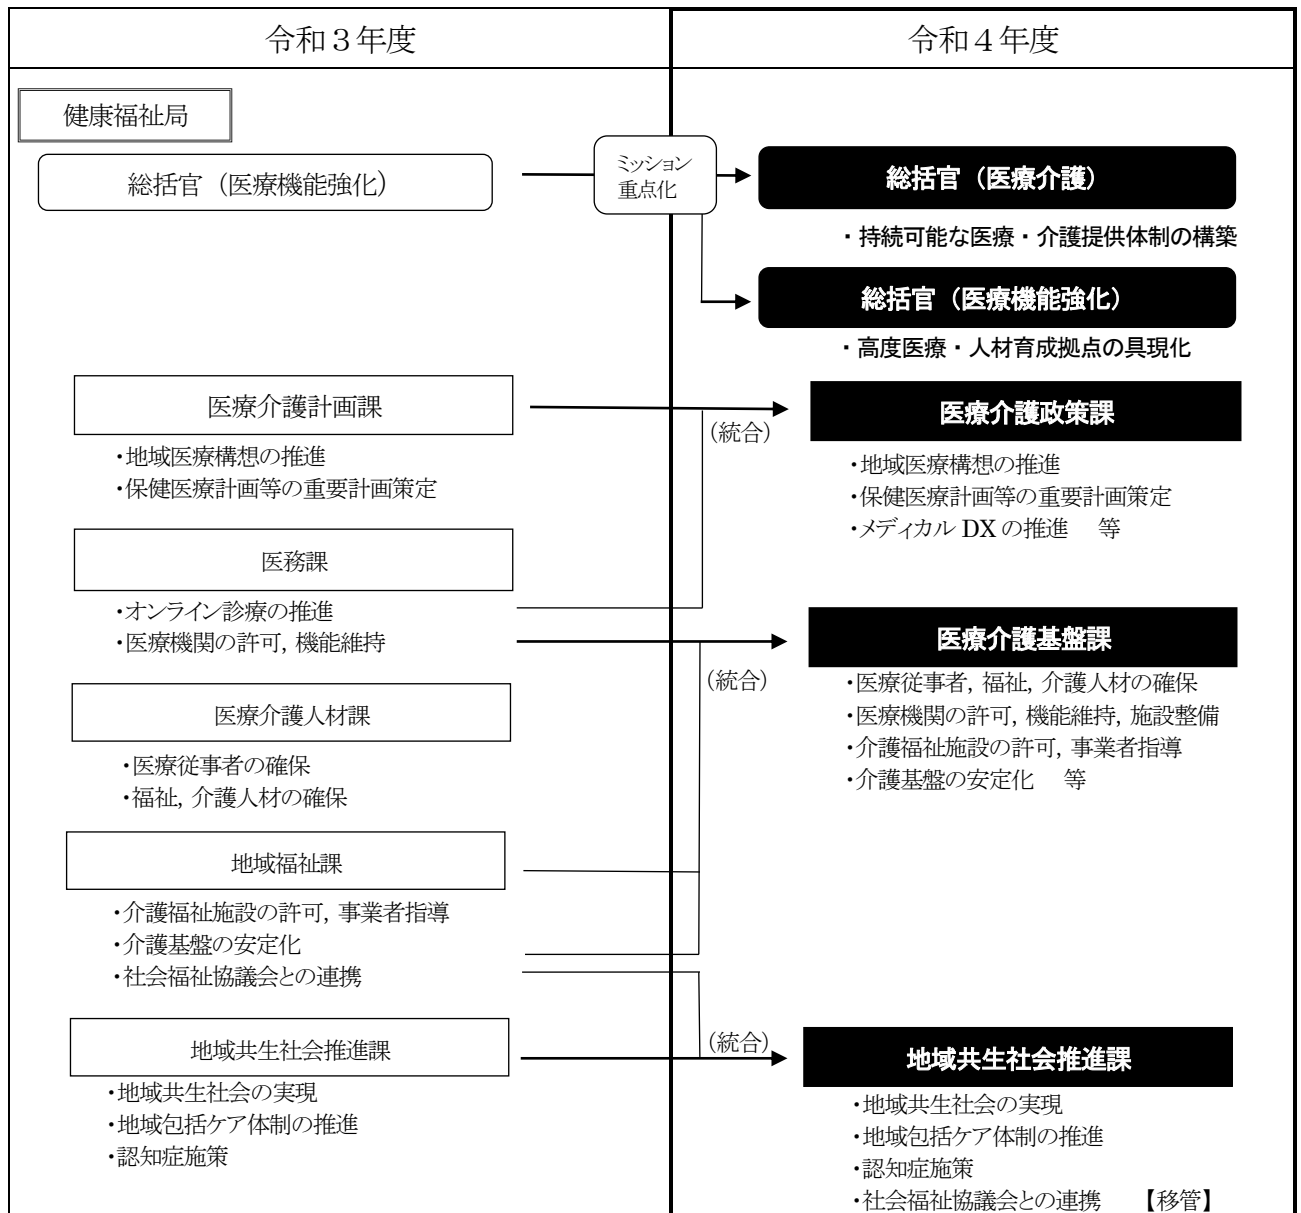 令和３年度
令和４年度
健康福祉局
総括官（医療機能強化）
ミッション
重点化
総括官（医療介護）
・持続可能な医療・介護提供体制の構築
総括官（医療機能強化）
・高度医療・人材育成拠点の具現化
医療介護計画課
・地域医療構想の推進
・保健医療計画等の重要計画策定
(統合)
医療介護政策課
・地域医療構想の推進
・保健医療計画等の重要計画策定
・メディカル DX の推進　等
医務課
・オンライン診療の推進
・医療機関の許可, 機能維持
(統合)
医療介護基盤課
・医療従事者, 福祉, 介護人材の確保
・医療機関の許可, 機能維持, 施設整備
・介護福祉施設の許可, 事業者指導
・介護基盤の安定化　等
医療介護人材課
・医療従事者の確保
・福祉, 介護人材の確保
地域福祉課
・介護福祉施設の許可, 事業者指導
・介護基盤の安定化
・社会福祉協議会との連携
地域共生社会推進課
・地域共生社会の実現
・地域包括ケア体制の推進
・認知症施策
(統合)
地域共生社会推進課
・地域共生社会の実現
・地域包括ケア体制の推進
・認知症施策
・社会福祉協議会との連携　【移管】